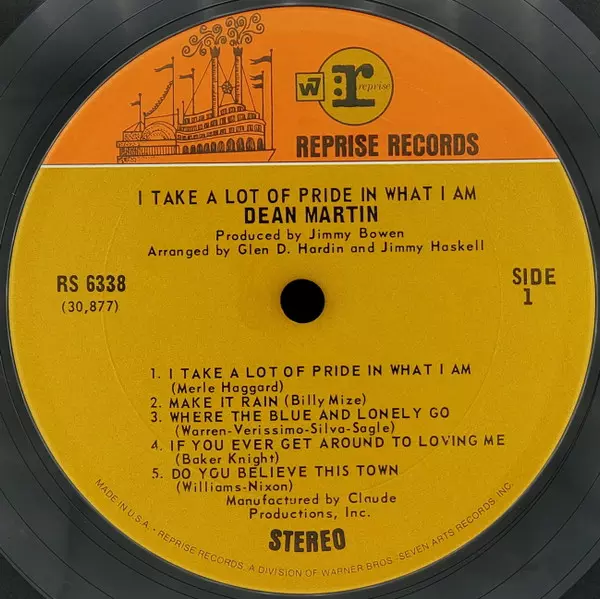 W7 r reprise
REPRISE RECORDS
I TAKE A LOT OF PRIDE IN WHAT I AM
DEAN MARTIN
Produced by Jimmy Bowen
Arranged by Glen D. Hardin and Jimmy Haskell
RS 6338
(30,877)
SIDE
1
1. I TAKE A LOT OF PRIDE IN WHAT I AM
(Merle Haggard)
2. MAKE IT RAIN (Billy Mize)
3. WHERE THE BLUE AND LONELY GO
(Warren-Verissimo-Silva-Sagle)
4. IF YOU EVER GET AROUND TO LOVING ME
(Baker Knight)
5. DO YOU BELIEVE THIS TOWN
(Williams-Nixon)
Manufactured by Claude
Productions, Inc.
STEREO
MADE IN U.S.A. • REPRISE RECORDS, A DIVISION OF WARNER BROS.-SEVEN ARTS RECORDS, INC.